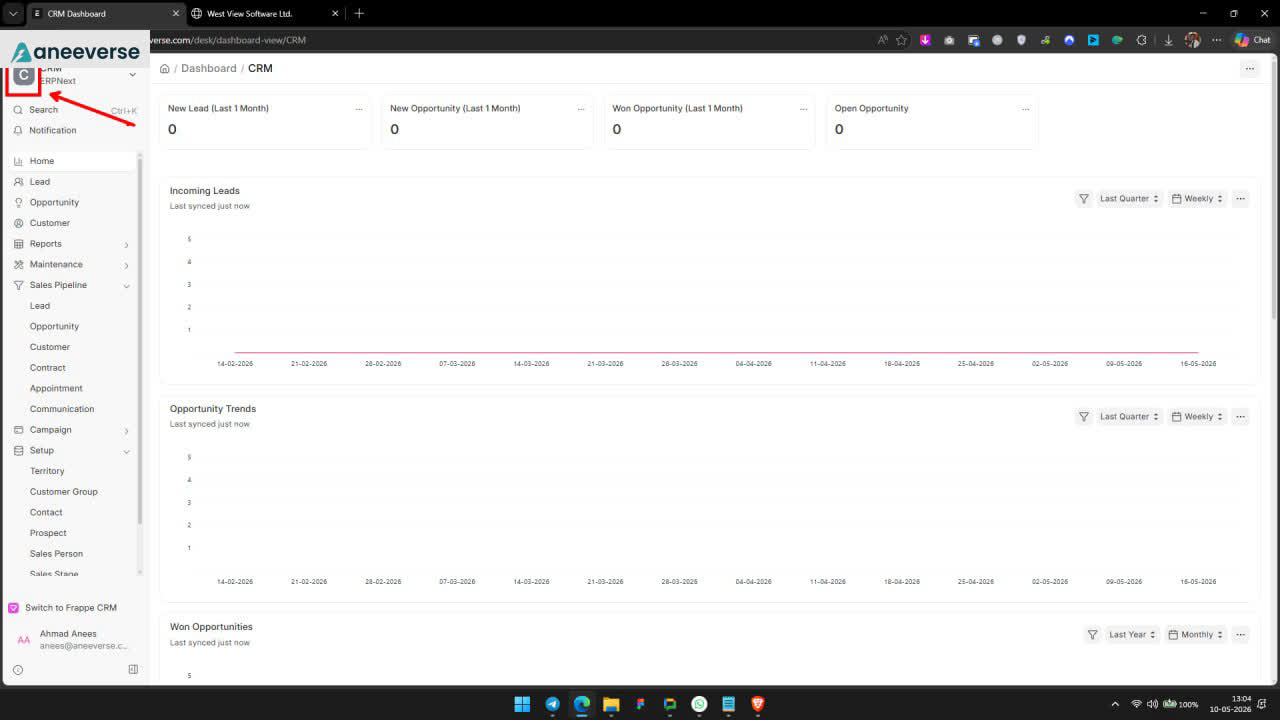 CRM Dashboard
West View Software Ltd.
verse.com/desk/dashboard-view/CRM
Chat
aneeverse
C
CRM
ERPNext
Dashboard / CRM
Search Ctrl+K
Notification
Home
Lead
Opportunity
Customer
Reports
Maintenance
Sales Pipeline
Lead
Opportunity
Customer
Contract
Appointment
Communication
Campaign
Setup
Territory
Customer Group
Contact
Prospect
Sales Person
Sales Stage
Switch to Frappe CRM
AA
Ahmad Anees
anees@aneeverse.c...
New Lead (Last 1 Month)
0
New Opportunity (Last 1 Month)
0
Won Opportunity (Last 1 Month)
0
Open Opportunity
0
Incoming Leads
Last synced just now
Last Quarter
Weekly
5
4
3
2
1
14-02-2026 21-02-2026 28-02-2026 07-03-2026 14-03-2026 21-03-2026 28-03-2026 04-04-2026 11-04-2026 18-04-2026 25-04-2026 02-05-2026 09-05-2026 16-05-2026
Opportunity Trends
Last synced just now
Last Quarter
Weekly
5
4
3
2
1
14-02-2026 21-02-2026 28-02-2026 07-03-2026 14-03-2026 21-03-2026 28-03-2026 04-04-2026 11-04-2026 18-04-2026 25-04-2026 02-05-2026 09-05-2026 16-05-2026
Won Opportunities
Last synced just now
Last Year
Monthly
5
100%
13:04
10-05-2026